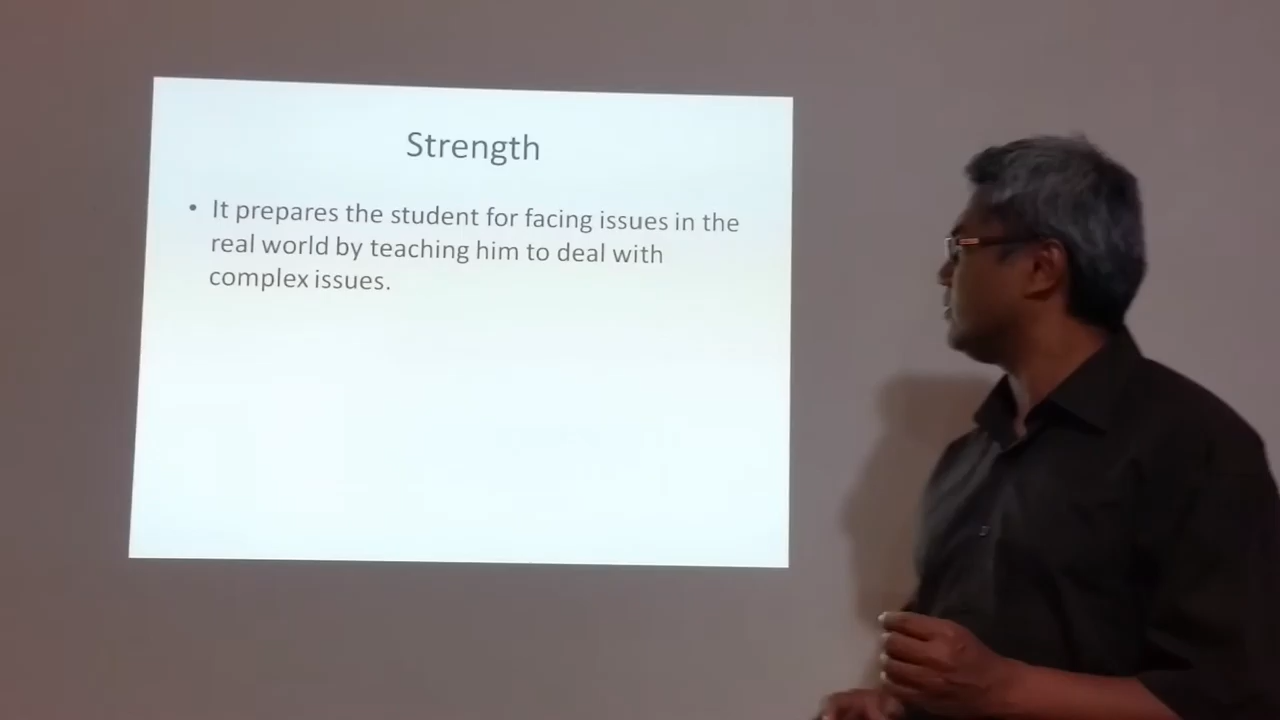 Strength
• It prepares the student for facing issues in the
real world by teaching him to deal with
complex issues.